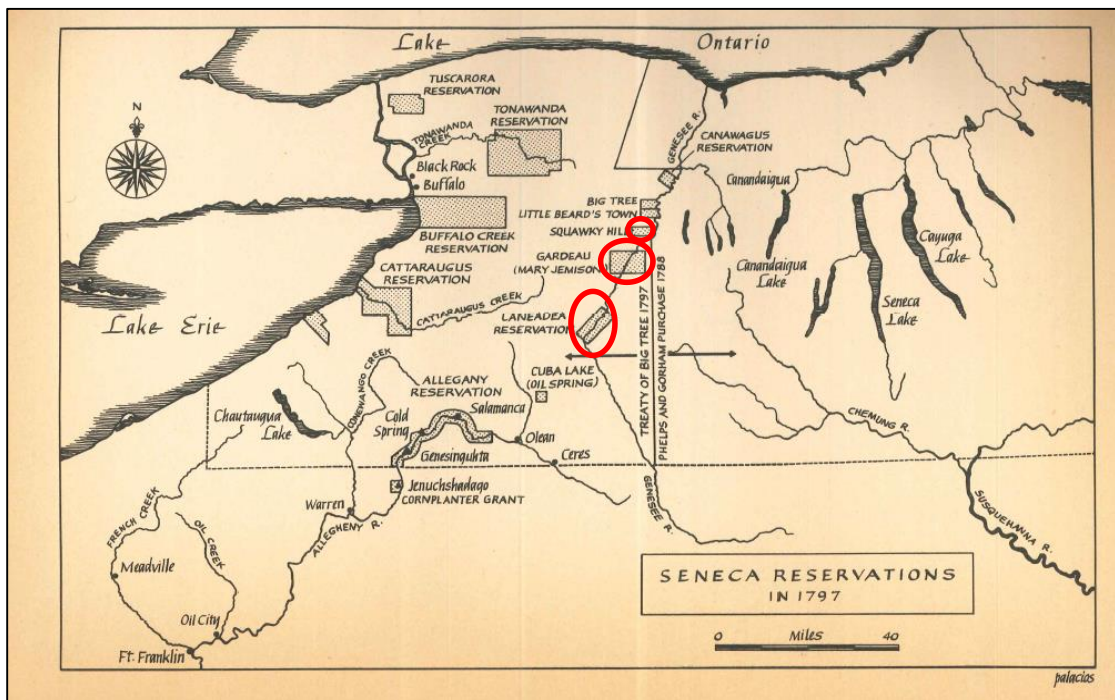 Lake Ontario
TUSCARORA
RESERVATION
TONAWANDA
RESERVATION
N
TONAWANDA
CREEK
GENESEE R.
CANAWAGUS
RESERVATION
Black Rock
Buffalo
Canandaigua
BIG TREE
LITTLE BEARD'S TOWN
SQUAWKY HILL
BUFFALO CREEK
RESERVATION
GARDEAU
(MARY JEMISON)
Cayuga
Lake
CATTARAUGUS
RESERVATION
Canandaigua
Lake
Seneca
Lake
CATTARAUGUS CREEK
LANEADEA
RESERVATION
Lake Erie
TREATY OF BIG TREE 1797
PHELPS AND GORHAM PURCHASE 1788
CUBA LAKE
(OIL SPRING)
CONEWANGO CREEK
ALLEGANY
RESERVATION
Chautauqua
Lake
Cold
Spring
Salamanca
CHEMUNG R.
Olean
Genesinguhta
Ceres
Jenuchshadago
CORNPLANTER GRANT
GENESEE R.
SUSQUEHANNA R.
Warren
ALLEGHENY R.
FRENCH CREEK
OIL CREEK
Meadville
SENECA RESERVATIONS
IN 1797
Oil City
0 Miles 40
Ft. Franklin
palacios